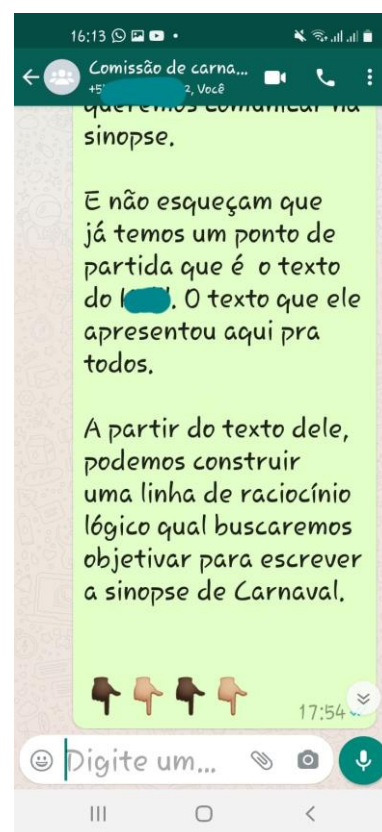 16:13
Comissão de carna...
2, Você
sinopse.
E não esqueçam que
já temos um ponto de
partida que é o texto
do . O texto que ele
apresentou aqui pra
todos.
A partir do texto dele,
podemos construir
uma linha de raciocínio
lógico qual buscaremos
objetivar para escrever
a sinopse de Carnaval.
17:54
Digite um...